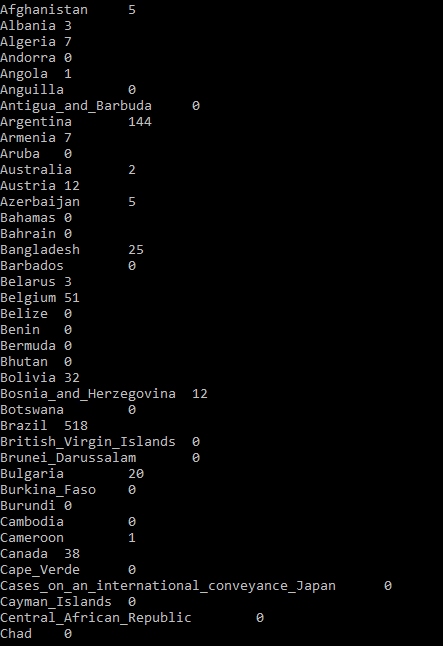 Afghanistan 5
Albania 3
Algeria 7
Andorra 0
Angola 1
Anguilla 0
Antigua_and_Barbuda 0
Argentina 144
Armenia 7
Aruba 0
Australia 2
Austria 12
Azerbaijan 5
Bahamas 0
Bahrain 0
Bangladesh 25
Barbados 0
Belarus 3
Belgium 51
Belize 0
Benin 0
Bermuda 0
Bhutan 0
Bolivia 32
Bosnia_and_Herzegovina 12
Botswana 0
Brazil 518
British_Virgin_Islands 0
Brunei_Darussalam 0
Bulgaria 20
Burkina_Faso 0
Burundi 0
Cambodia 0
Cameroon 1
Canada 38
Cape_Verde 0
Cases_on_an_international_conveyance_Japan 0
Cayman_Islands 0
Central_African_Republic 0
Chad 0